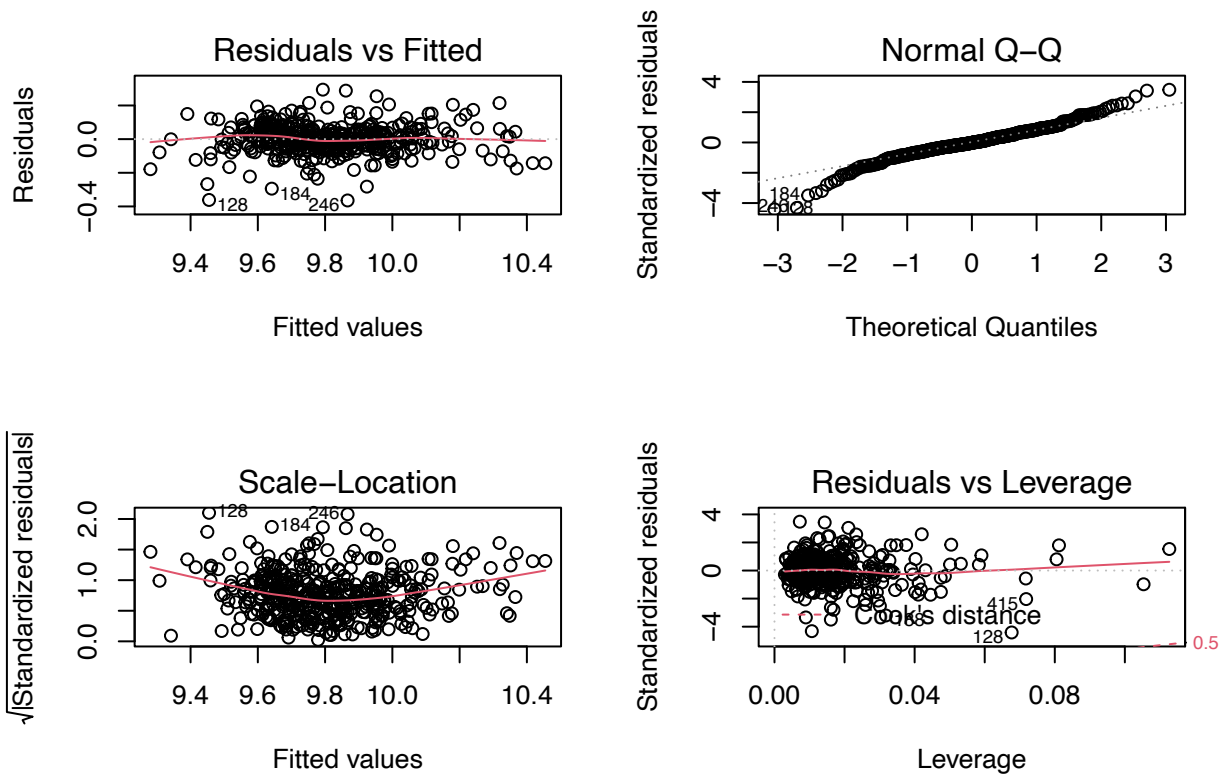 Residuals vs Fitted
Residuals
0.0
−0.4
128
184
246
9.4 9.6 9.8 10.0 10.4
Fitted values
Normal Q−Q
Standardized residuals
4
0
−4
184
−3 −2 −1 0 1 2 3
Theoretical Quantiles
Scale−Location
√|Standardized residuals|
2.0
1.0
0.0
128
184
246
9.4 9.6 9.8 10.0 10.4
Fitted values
Residuals vs Leverage
Standardized residuals
4
0
−4
Cook's distance
415
128
0.5
0.00 0.04 0.08
Leverage